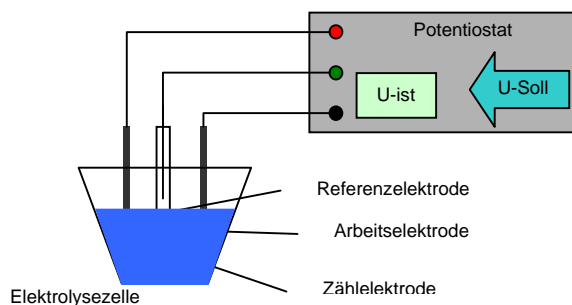 Potentiostat
U-ist
U-Soll
Referenzelektrode
Arbeitselektrode
Zählelektrode
Elektrolysezelle